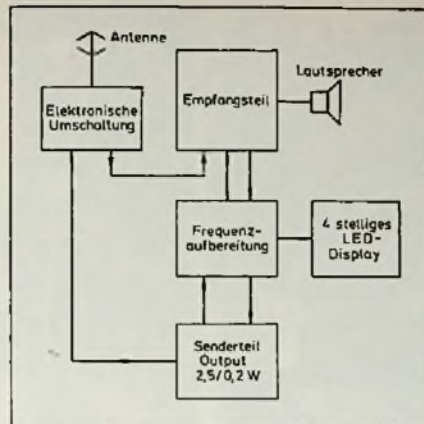 Antenne
Elektronische
Umschaltung
Empfangsteil
Lautsprecher
Frequenz-
aufbereitung
4 stelliges
LED-
Display
Senderteil
Output
2,5/0,2 W